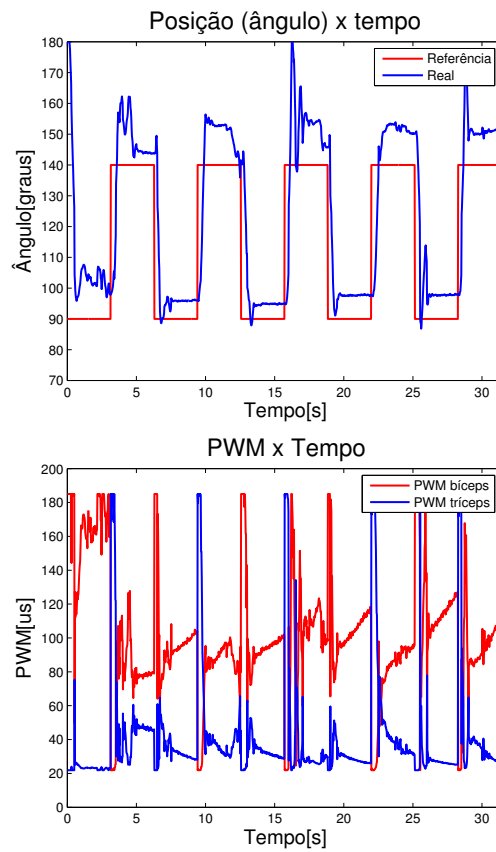 Posição (ângulo) x tempo
180
170
160
150
140
130
120
110
100
90
80
70
Ângulo[graus]
Referência
Real
0 5 10 15 20 25 30
Tempo[s]
PWM x Tempo
200
180
160
140
120
100
80
60
40
20
0
PWM[us]
PWM bíceps
PWM tríceps
0 5 10 15 20 25 30
Tempo[s]